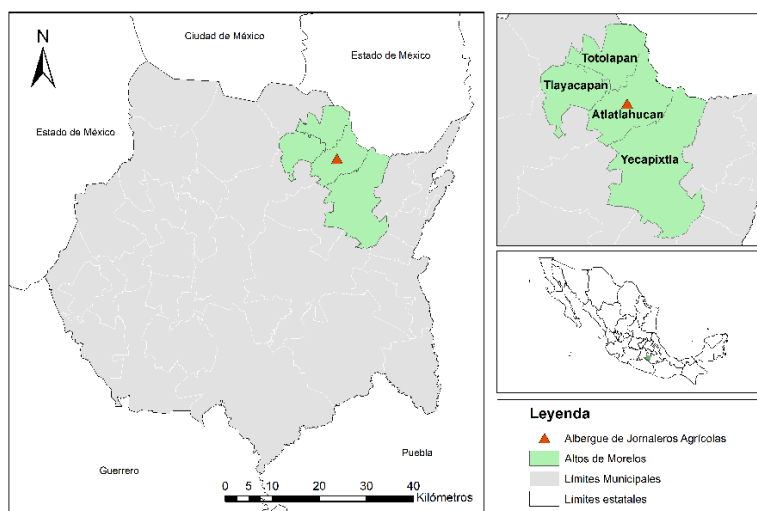 N
Ciudad de México
Estado de México
Estado de México
Guerrero
Puebla
0 5 10 20 30 40
Kilómetros
Totolapan
Tlayacapan
Atlatlahucan
Yecapixtla
Leyenda
Albergue de Jornaleros Agrícolas
Altos de Morelos
Límites Municipales
Límites estatales